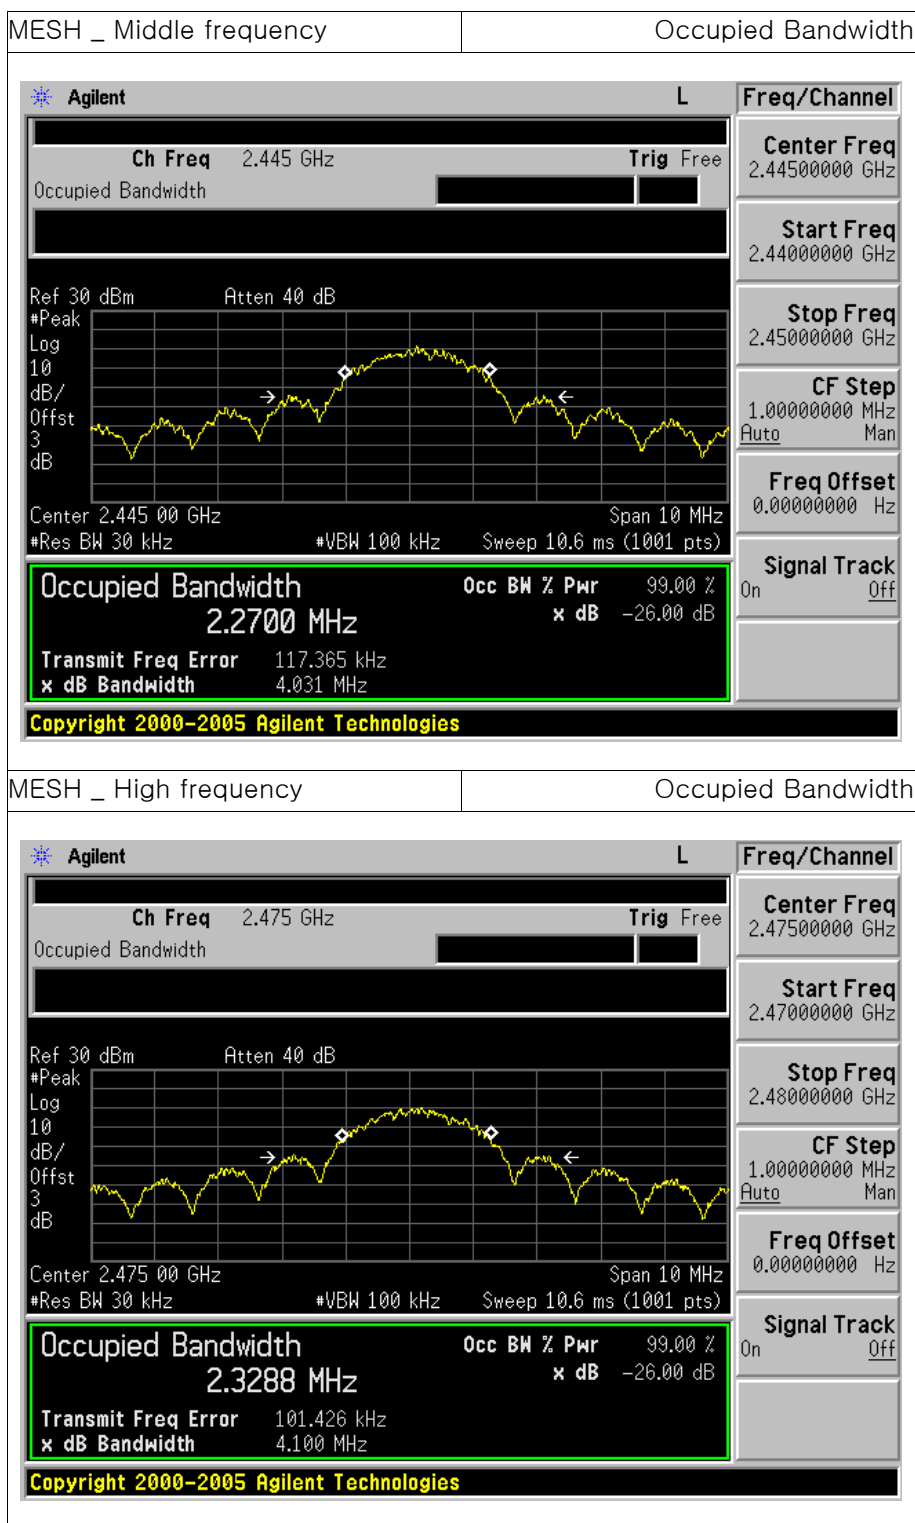 MESH _ Middle frequency Occupied Bandwidth
Agilent L Freq/Channel
Ch Freq 2.445 GHz Trig Free
Occupied Bandwidth
Center Freq
2.44500000 GHz
Start Freq
2.44000000 GHz
Stop Freq
2.45000000 GHz
CF Step
1.00000000 MHz
Auto Man
Freq Offset
0.00000000 Hz
Signal Track
On Off
Ref 30 dBm Atten 40 dB
#Peak
Log
10
dB/
Offst
3
dB
Center 2.445 00 GHz Span 10 MHz
#Res BW 30 kHz #VBW 100 kHz Sweep 10.6 ms (1001 pts)
Occupied Bandwidth Occ BW % Pwr 99.00 %
2.2700 MHz x dB -26.00 dB
Transmit Freq Error 117.365 kHz
x dB Bandwidth 4.031 MHz
Copyright 2000-2005 Agilent Technologies
MESH _ High frequency Occupied Bandwidth
Agilent L Freq/Channel
Ch Freq 2.475 GHz Trig Free
Occupied Bandwidth
Center Freq
2.47500000 GHz
Start Freq
2.47000000 GHz
Stop Freq
2.48000000 GHz
CF Step
1.00000000 MHz
Auto Man
Freq Offset
0.00000000 Hz
Signal Track
On Off
Ref 30 dBm Atten 40 dB
#Peak
Log
10
dB/
Offst
3
dB
Center 2.475 00 GHz Span 10 MHz
#Res BW 30 kHz #VBW 100 kHz Sweep 10.6 ms (1001 pts)
Occupied Bandwidth Occ BW % Pwr 99.00 %
2.3288 MHz x dB -26.00 dB
Transmit Freq Error 101.426 kHz
x dB Bandwidth 4.100 MHz
Copyright 2000-2005 Agilent Technologies